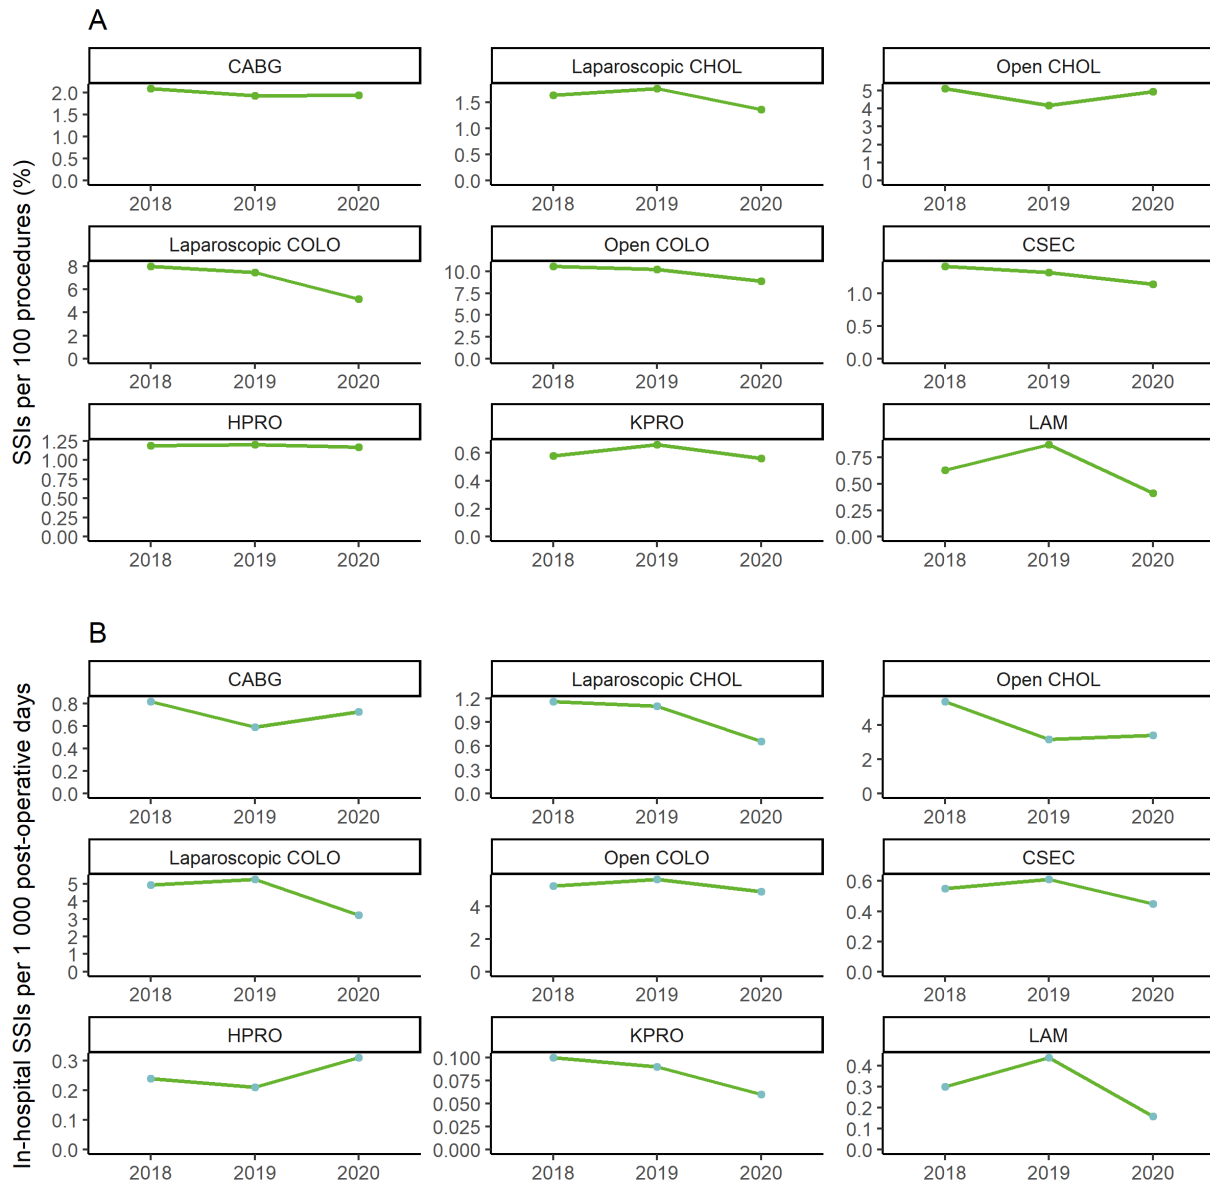 A
SSIs per 100 procedures (%)
CABG
2.0
1.5
1.0
0.5
0.0
2018 2019 2020
Laparoscopic CHOL
1.5
1.0
0.5
0.0
2018 2019 2020
Open CHOL
5
4
3
2
1
0
2018 2019 2020
Laparoscopic COLO
8
6
4
2
0
2018 2019 2020
Open COLO
10.0
7.5
5.0
2.5
0.0
2018 2019 2020
CSEC
1.0
0.5
0.0
2018 2019 2020
HPRO
1.25
1.00
0.75
0.50
0.25
0.00
2018 2019 2020
KPRO
0.6
0.4
0.2
0.0
2018 2019 2020
LAM
0.75
0.50
0.25
0.00
2018 2019 2020
B
In-hospital SSIs per 1 000 post-operative days
CABG
0.8
0.6
0.4
0.2
0.0
2018 2019 2020
Laparoscopic CHOL
1.2
0.9
0.6
0.3
0.0
2018 2019 2020
Open CHOL
4
2
0
2018 2019 2020
Laparoscopic COLO
5
4
3
2
1
0
2018 2019 2020
Open COLO
4
2
0
2018 2019 2020
CSEC
0.6
0.4
0.2
0.0
2018 2019 2020
HPRO
0.3
0.2
0.1
0.0
2018 2019 2020
KPRO
0.100
0.075
0.050
0.025
0.000
2018 2019 2020
LAM
0.4
0.3
0.2
0.1
0.0
2018 2019 2020